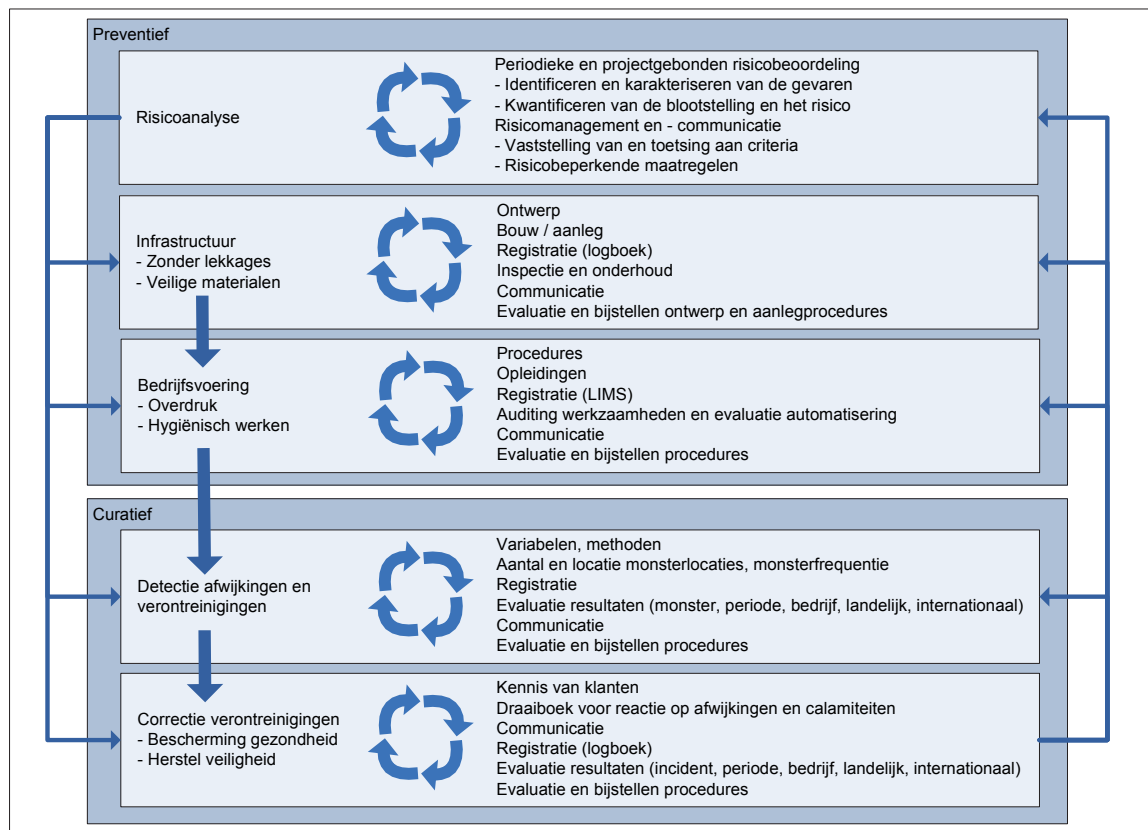 Preventief
Risicoanalyse
Periodieke en projectgebonden risicobeoordeling
- Identificeren en karakteriseren van de gevaren
- Kwantificeren van de blootstelling en het risico
Risicomanagement en - communicatie
- Vaststelling van en toetsing aan criteria
- Risicobeperkende maatregelen
Infrastructuur
- Zonder lekkages
- Veilige materialen
Ontwerp
Bouw / aanleg
Registratie (logboek)
Inspectie en onderhoud
Communicatie
Evaluatie en bijstellen ontwerp en aanlegprocedures
Bedrijfsvoering
- Overdruk
- Hygiënisch werken
Procedures
Opleidingen
Registratie (LIMS)
Auditing werkzaamheden en evaluatie automatisering
Communicatie
Evaluatie en bijstellen procedures
Curatief
Detectie afwijkingen en
verontreinigingen
Variabelen, methoden
Aantal en locatie monsterlocaties, monsterfrequentie
Registratie
Evaluatie resultaten (monster, periode, bedrijf, landelijk, internationaal)
Communicatie
Evaluatie en bijstellen procedures
Correctie verontreinigingen
- Bescherming gezondheid
- Herstel veiligheid
Kennis van klanten
Draaiboek voor reactie op afwijkingen en calamiteiten
Communicatie
Registratie (logboek)
Evaluatie resultaten (incident, periode, bedrijf, landelijk, internationaal)
Evaluatie en bijstellen procedures